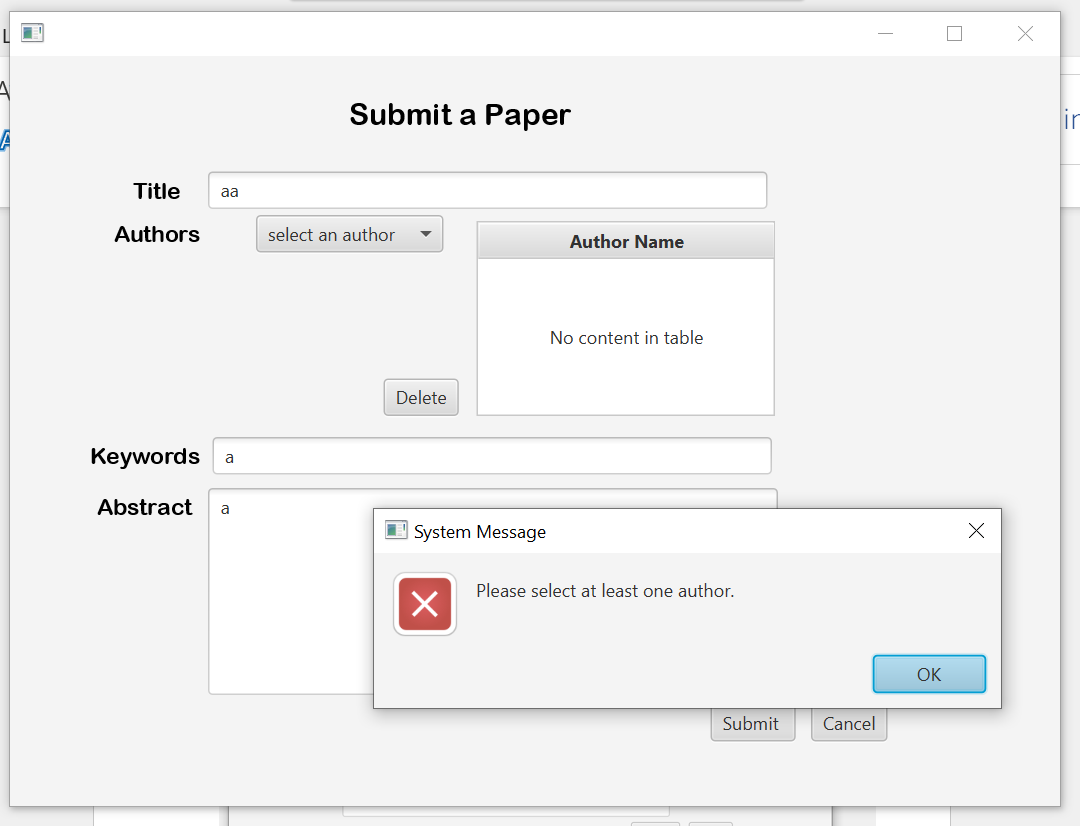 Submit a Paper
Title
aa
Authors
select an author
Author Name
No content in table
Delete
Keywords
a
Abstract
a
System Message
Please select at least one author.
OK
Submit
Cancel